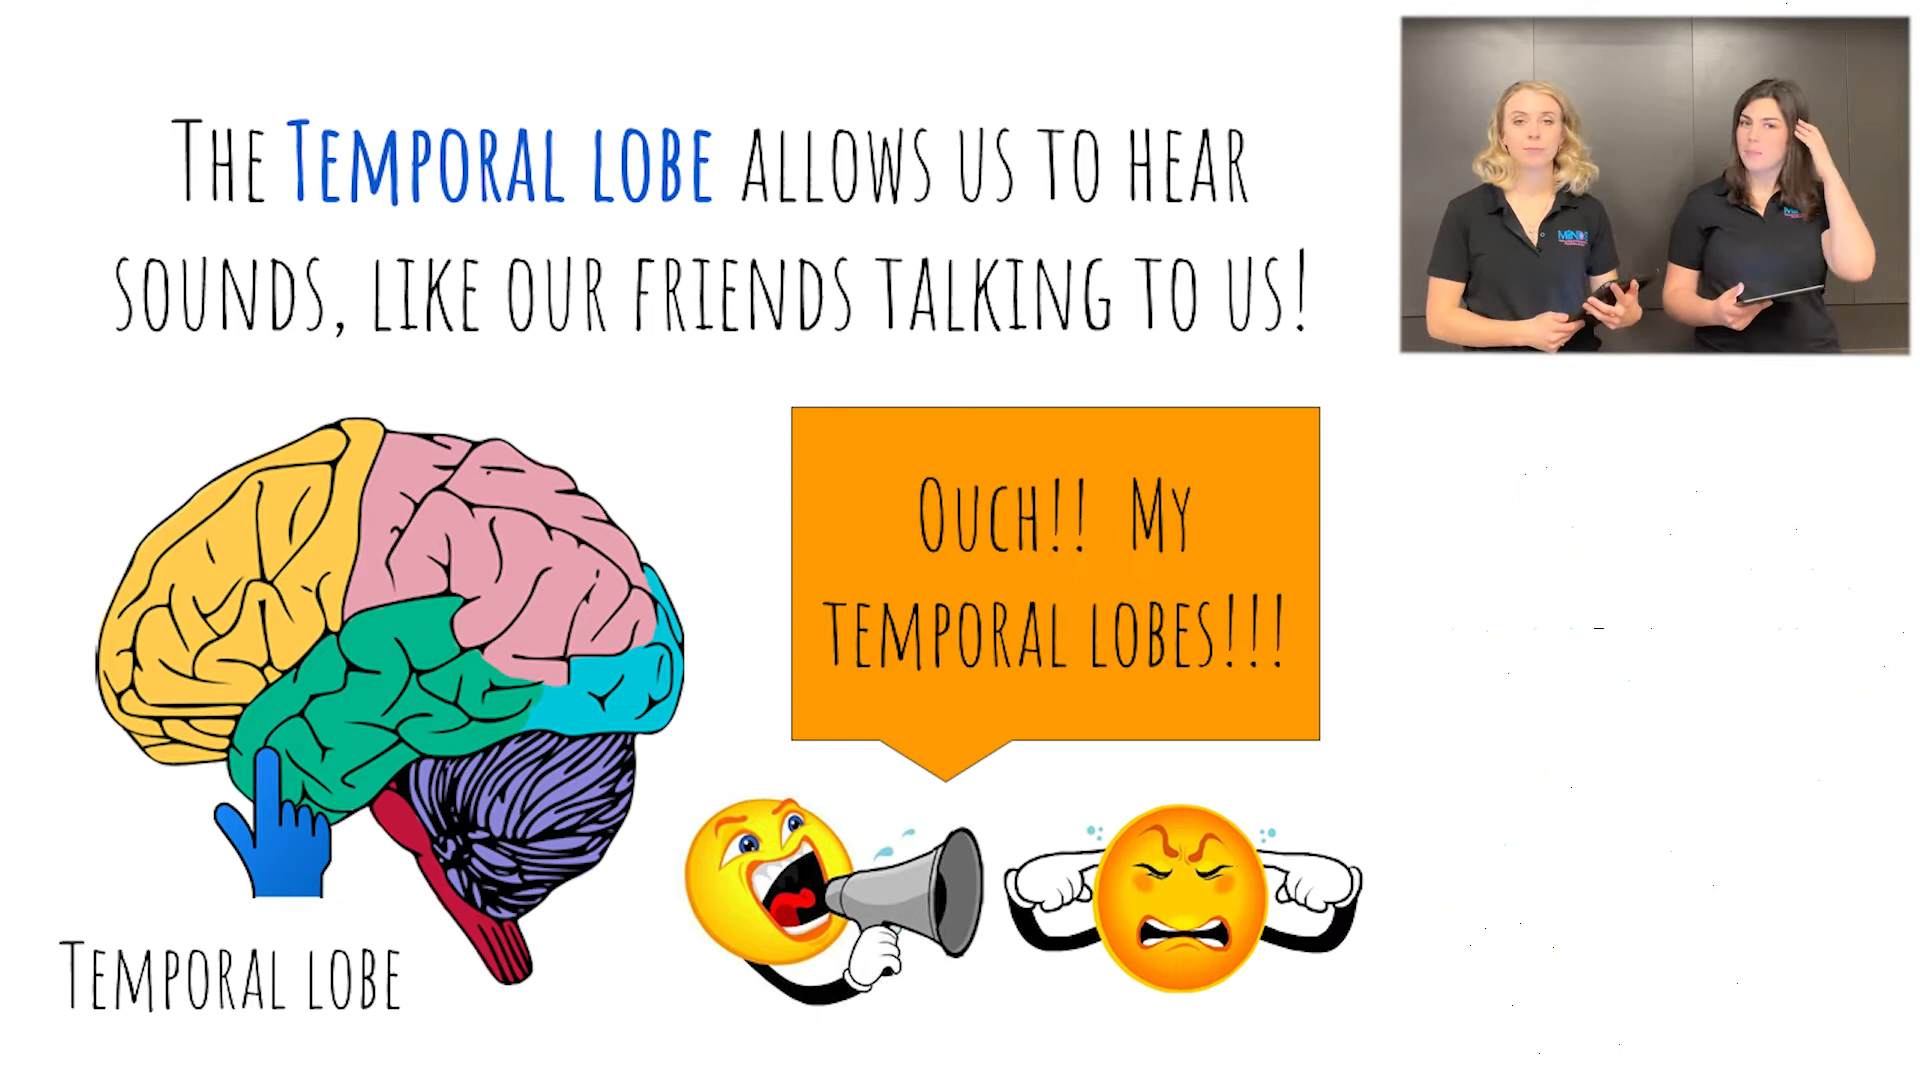 The Temporal lobe allows us to hear
sounds, like our friends talking to us!
Ouch!! My
temporal lobes!!!
Temporal lobe